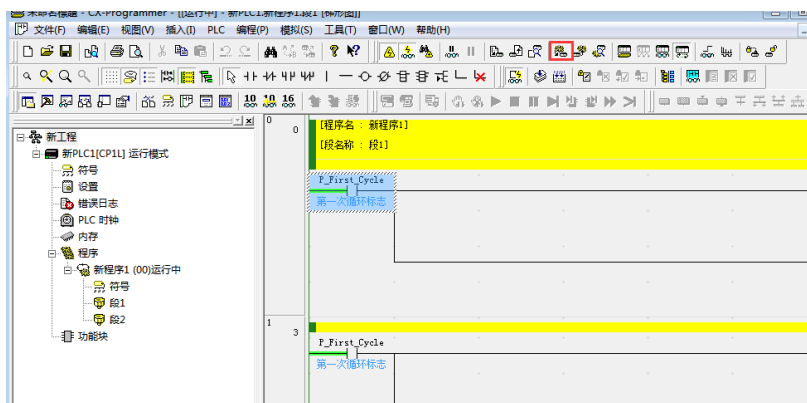 未命名標題 - CX-Programmer - [[运行中] - 新PLC1.新程序1.段1 [梯形图]]
文件(F) 编辑(E) 视图(V) 插入(I) PLC 编程(P) 模拟(S) 工具(T) 窗口(W) 帮助(H)
10 10 16
新工程
新PLC1[CP1L] 运行模式
符号
设置
错误日志
PLC 时钟
内存
程序
新程序1 (00)运行中
符号
段1
段2
功能块
0
0
[程序名 : 新程序1]
[段名称 : 段1]
P_First_Cycle
第一次循环标志
1
3
P_First_Cycle
第一次循环标志